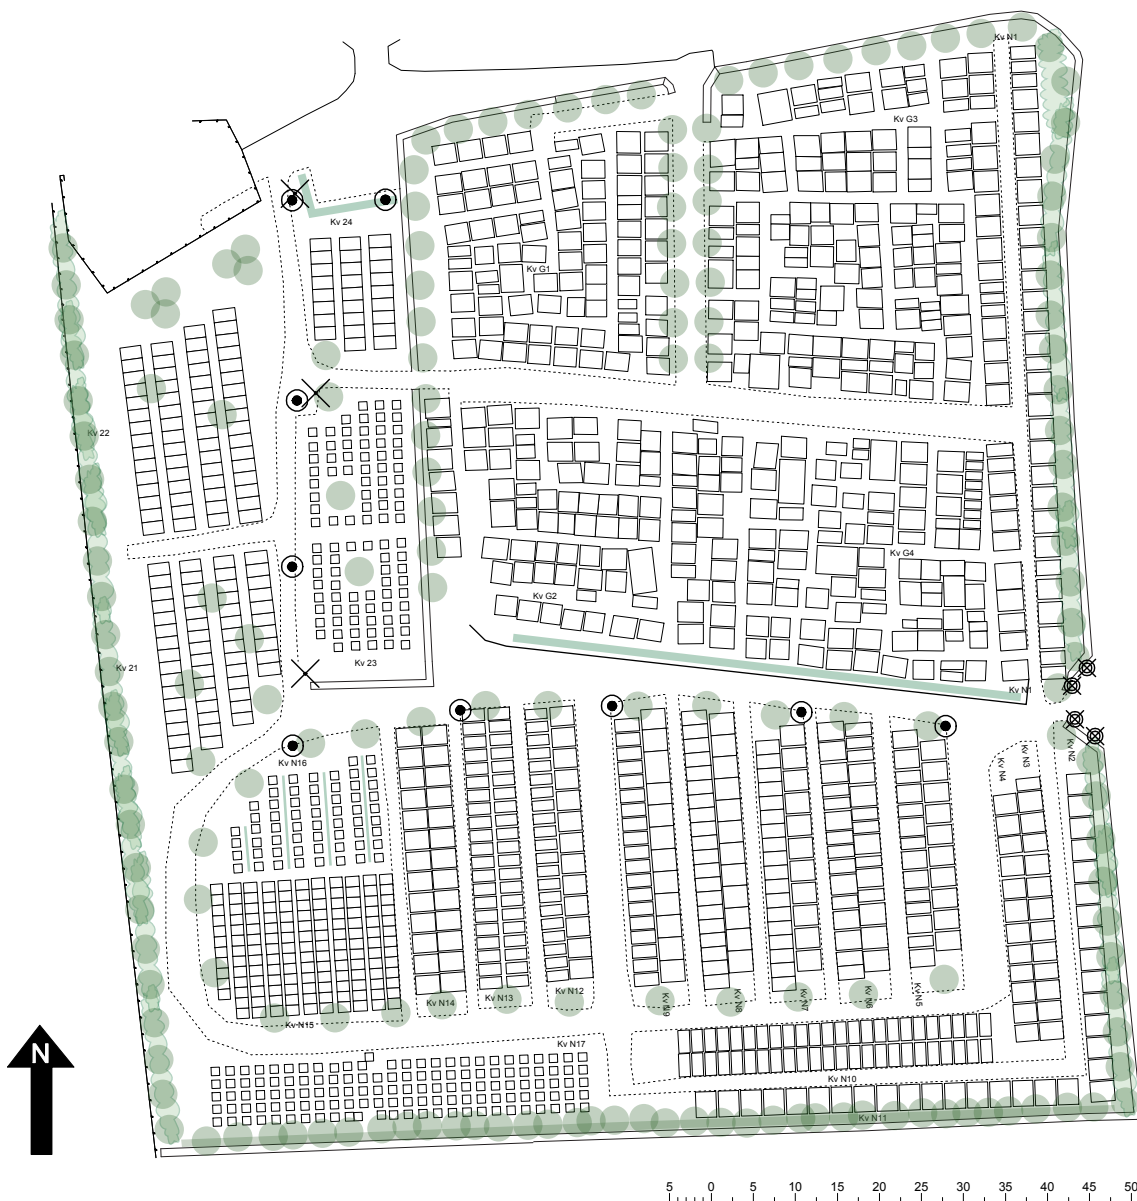 Kv N1
Kv G3
Kv 24
Kv G1
Kv 22
Kv G4
Kv G2
Kv 23
Kv 21
Kv N1
Kv N16
Kv N2
Kv N3
Kv N4
Kv N14
Kv N13
Kv N12
Kv N9
Kv N8
Kv N7
Kv N6
Kv N5
Kv N15
Kv N17
N
Kv N10
Kv N11
5 0 5 10 15 20 25 30 35 40 45 50